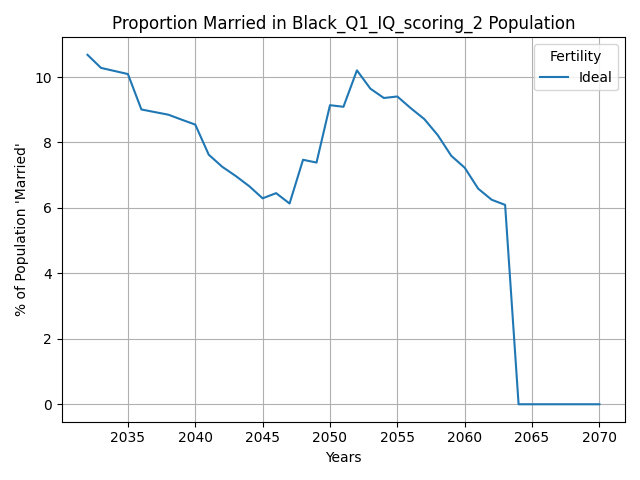 Proportion Married in Black_Q1_IQ_scoring_2 Population
Fertility
Ideal
% of Population 'Married'
10
8
6
4
2
0
2035 2040 2045 2050 2055 2060 2065 2070
Years